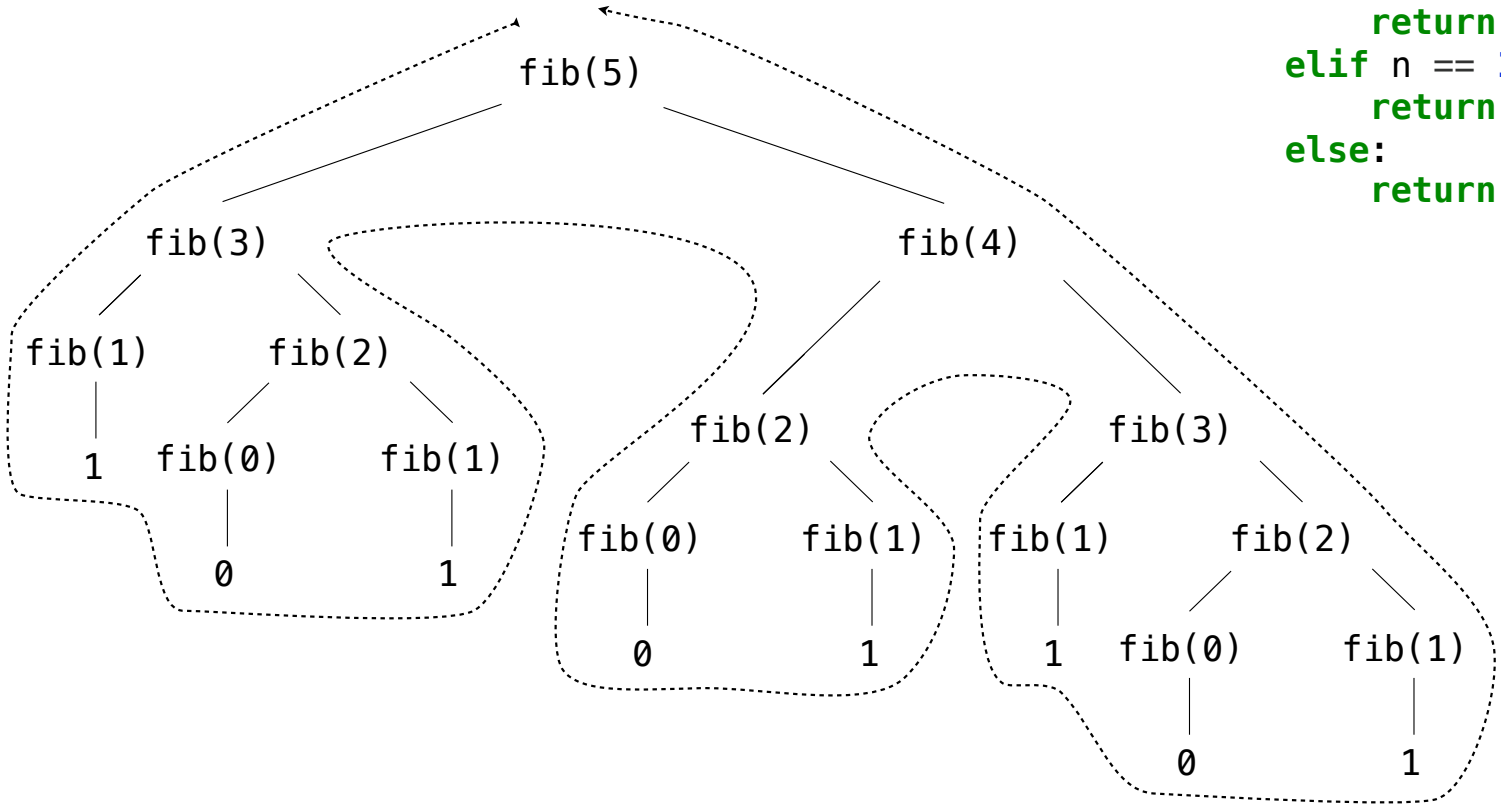 return
elif n ==
return
else:
return
fib(5)
fib(3) fib(4)
fib(1) fib(2)
fib(2) fib(3)
1 fib(0) fib(1)
fib(0) fib(1) fib(1) fib(2)
0 1
0 1 1 fib(0) fib(1)
0 1